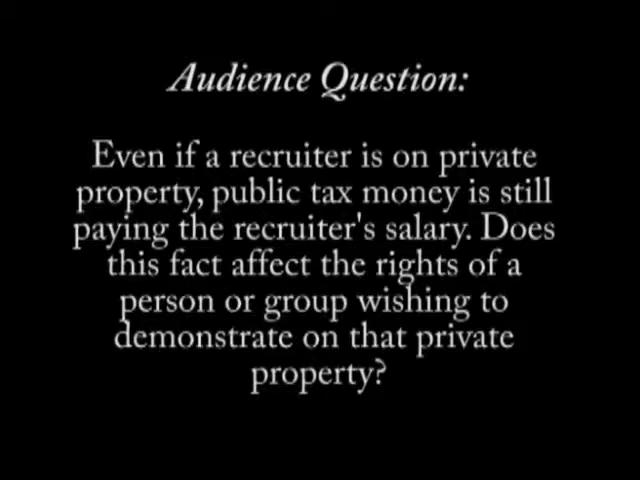 Audience Question:
Even if a recruiter is on private
property, public tax money is still
paying the recruiter's salary. Does
this fact affect the rights of a
person or group wishing to
demonstrate on that private
property?